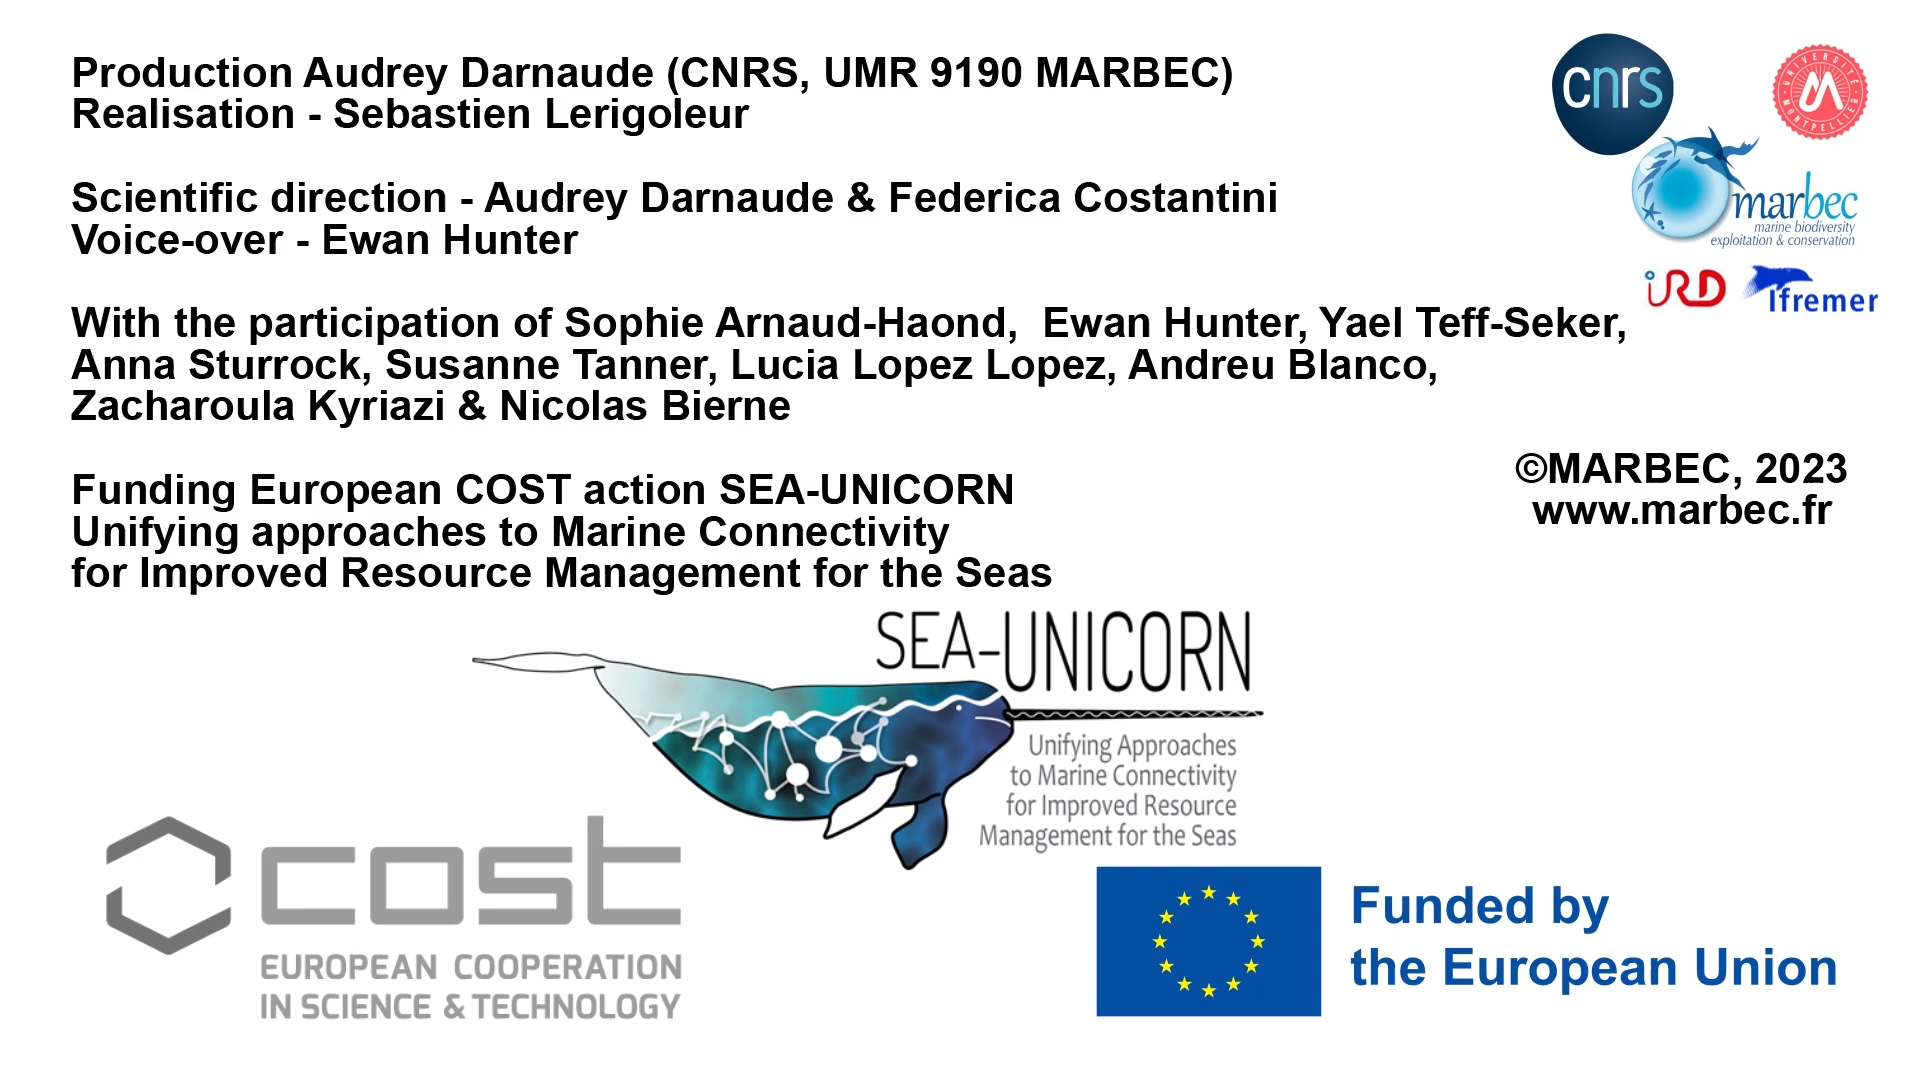 Production Audrey Darnaude (CNRS, UMR 9190 MARBEC)
Realisation - Sebastien Lerigoleur
Scientific direction - Audrey Darnaude & Federica Costantini
Voice-over - Ewan Hunter
With the participation of Sophie Arnaud-Haond,  Ewan Hunter, Yael Teff-Seker,
Anna Sturrock, Susanne Tanner, Lucia Lopez Lopez, Andreu Blanco,
Zacharoula Kyriazi & Nicolas Bierne
Funding European COST action SEA-UNICORN
Unifying approaches to Marine Connectivity
for Improved Resource Management for the Seas
cnrs
UNIVERSITÉ
MONTPELLIER
marbec
marine biodiversity
exploitation & conservation
IRD
Ifremer
©MARBEC, 2023
www.marbec.fr
SEA-UNICORN
Unifying Approaches
to Marine Connectivity
for Improved Resource
Management for the Seas
cost
EUROPEAN COOPERATION
IN SCIENCE & TECHNOLOGY
Funded by
the European Union